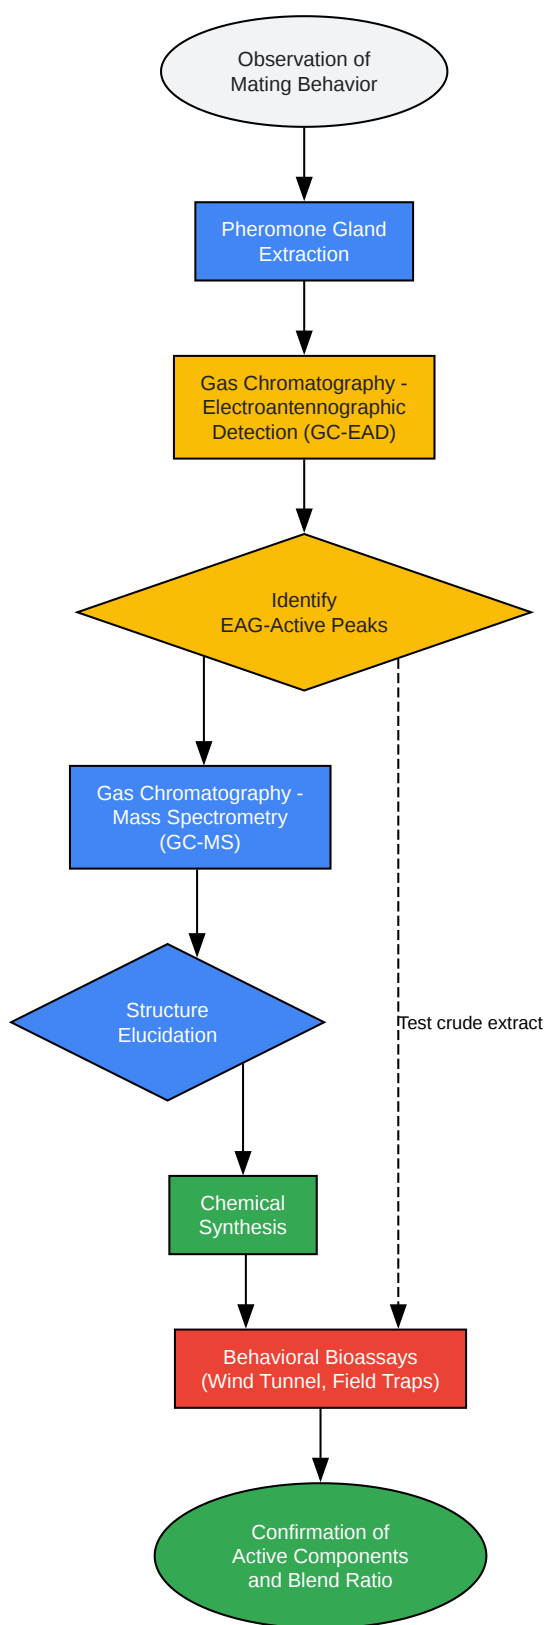 Observation of
Mating Behavior
Pheromone Gland
Extraction
Gas Chromatography -
Electroantennographic
Detection (GC-EAD)
Identify
EAG-Active Peaks
Gas Chromatography -
Mass Spectrometry
(GC-MS)
Structure
Elucidation
Test crude extract
Chemical
Synthesis
Behavioral Bioassays
(Wind Tunnel, Field Traps)
Confirmation of
Active Components
and Blend Ratio